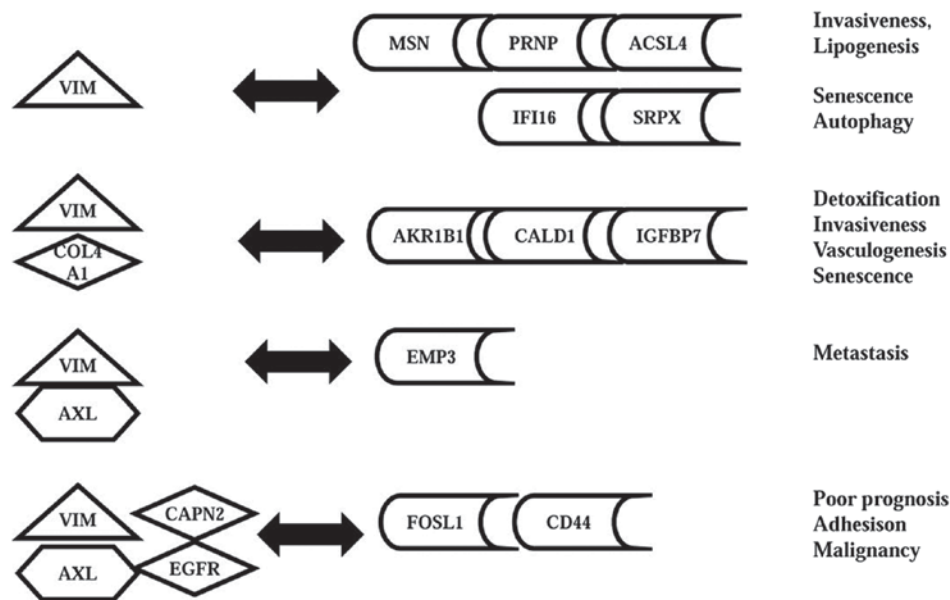 VIM
MSN PRNP ACSL4
Invasiveness,
Lipogenesis
IFI16 SRPX
Senescence
Autophagy
VIM
COL4
A1
AKR1B1 CALD1 IGFBP7
Detoxification
Invasiveness
Vasculogenesis
Senescence
VIM
AXL
EMP3
Metastasis
VIM
CAPN2
AXL
EGFR
FOSL1 CD44
Poor prognosis
Adhesison
Malignancy